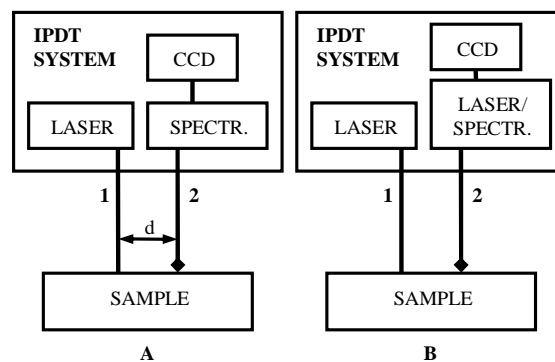 IPDT
SYSTEM
CCD
LASER
SPECTR.
1
2
d
SAMPLE
A
IPDT
SYSTEM
CCD
LASER
LASER/
SPECTR.
1
2
SAMPLE
B